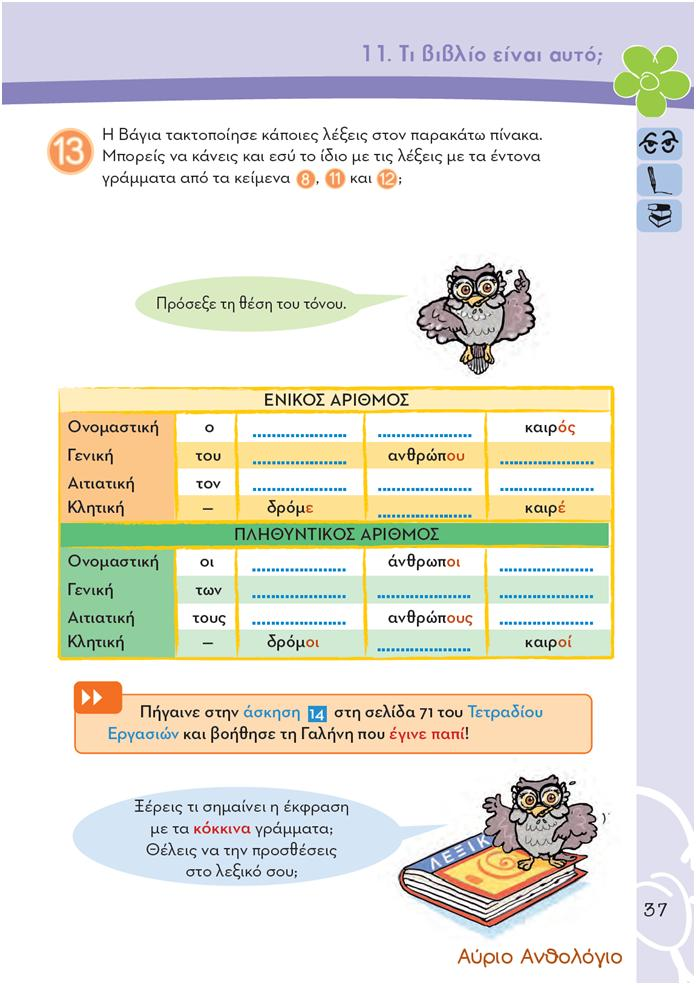 11. Τι βιβλίο είναι αυτό;
13
Η Βάγια τακτοποίησε κάποιες λέξεις στον παρακάτω πίνακα.
Μπορείς να κάνεις και εσύ το ίδιο με τις λέξεις με τα έντονα
γράμματα από τα κείμενα 8, 11 και 12;
Πρόσεξε τη θέση του τόνου.
ΕΝΙΚΟΣ ΑΡΙΘΜΟΣ
Ονομαστική ο ..................... ..................... καιρός
Γενική του ..................... ανθρώπου .....................
Αιτιατική τον ..................... ..................... .....................
Κλητική – δρόμε ..................... καιρέ
ΠΛΗΘΥΝΤΙΚΟΣ ΑΡΙΘΜΟΣ
Ονομαστική οι ..................... άνθρωποι .....................
Γενική των ..................... ..................... .....................
Αιτιατική τους ..................... ανθρώπους .....................
Κλητική – δρόμοι ..................... καιροί
Πήγαινε στην άσκηση 14 στη σελίδα 71 του Τετραδίου
Εργασιών και βοήθησε τη Γαλήνη που έγινε παπί!
Ξέρεις τι σημαίνει η έκφραση
με τα κόκκινα γράμματα;
Θέλεις να την προσθέσεις
στο λεξικό σου;
ΛΕΞΙΚ
37
Αύριο Ανθολόγιο